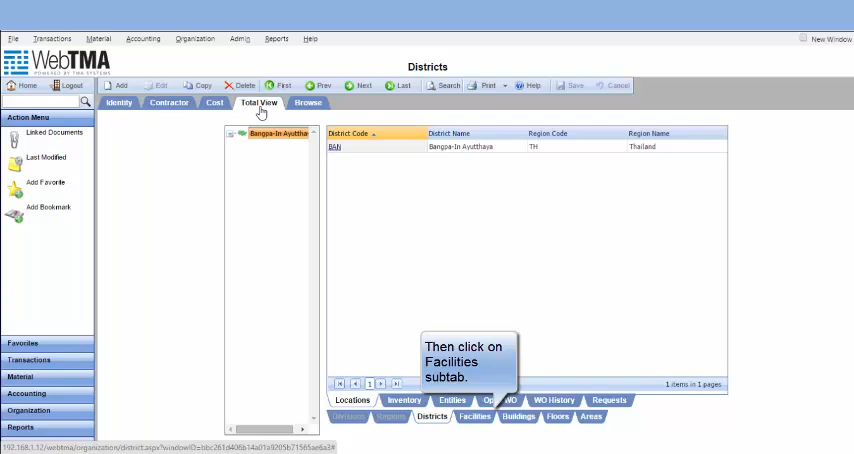 File Transactions Material Accounting Organization Admin Reports Help
New Window
WebTMA
POWERED BY TMA SYSTEMS
Districts
Home Logout Add Edit Copy Delete First Prev Next Last Search Print Help Save Cancel
Identity Contractor Cost Total View Browse
Action Menu
Linked Documents
Last Modified
Add Favorite
Add Bookmark
Favorites
Transactions
Material
Accounting
Organization
Reports
Bangpa-In Ayutthay
District Code District Name Region Code Region Name
BAN Bangpa-In Ayutthaya TH Thailand
Then click on
Facilities
subtab.
1
1 items in 1 pages
Locations Inventory Entities Op WO WO History Requests
Divisions Regions Districts Facilities Buildings Floors Areas
192.168.1.12/webtma/organization/district.aspx?windowID=bbc261d406b14a01a9205b71565ae6a3#